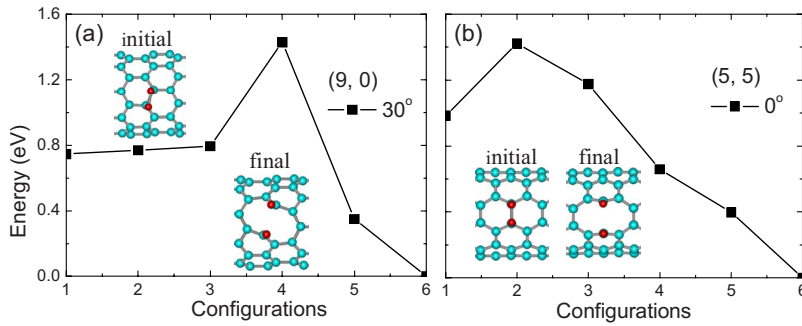 (a)
initial
(9, 0)
30°
final
1.6
1.2
0.8
0.4
0.0
Energy (eV)
1 2 3 4 5 6
Configurations
(b)
(5, 5)
0°
initial final
1 2 3 4 5 6
Configurations